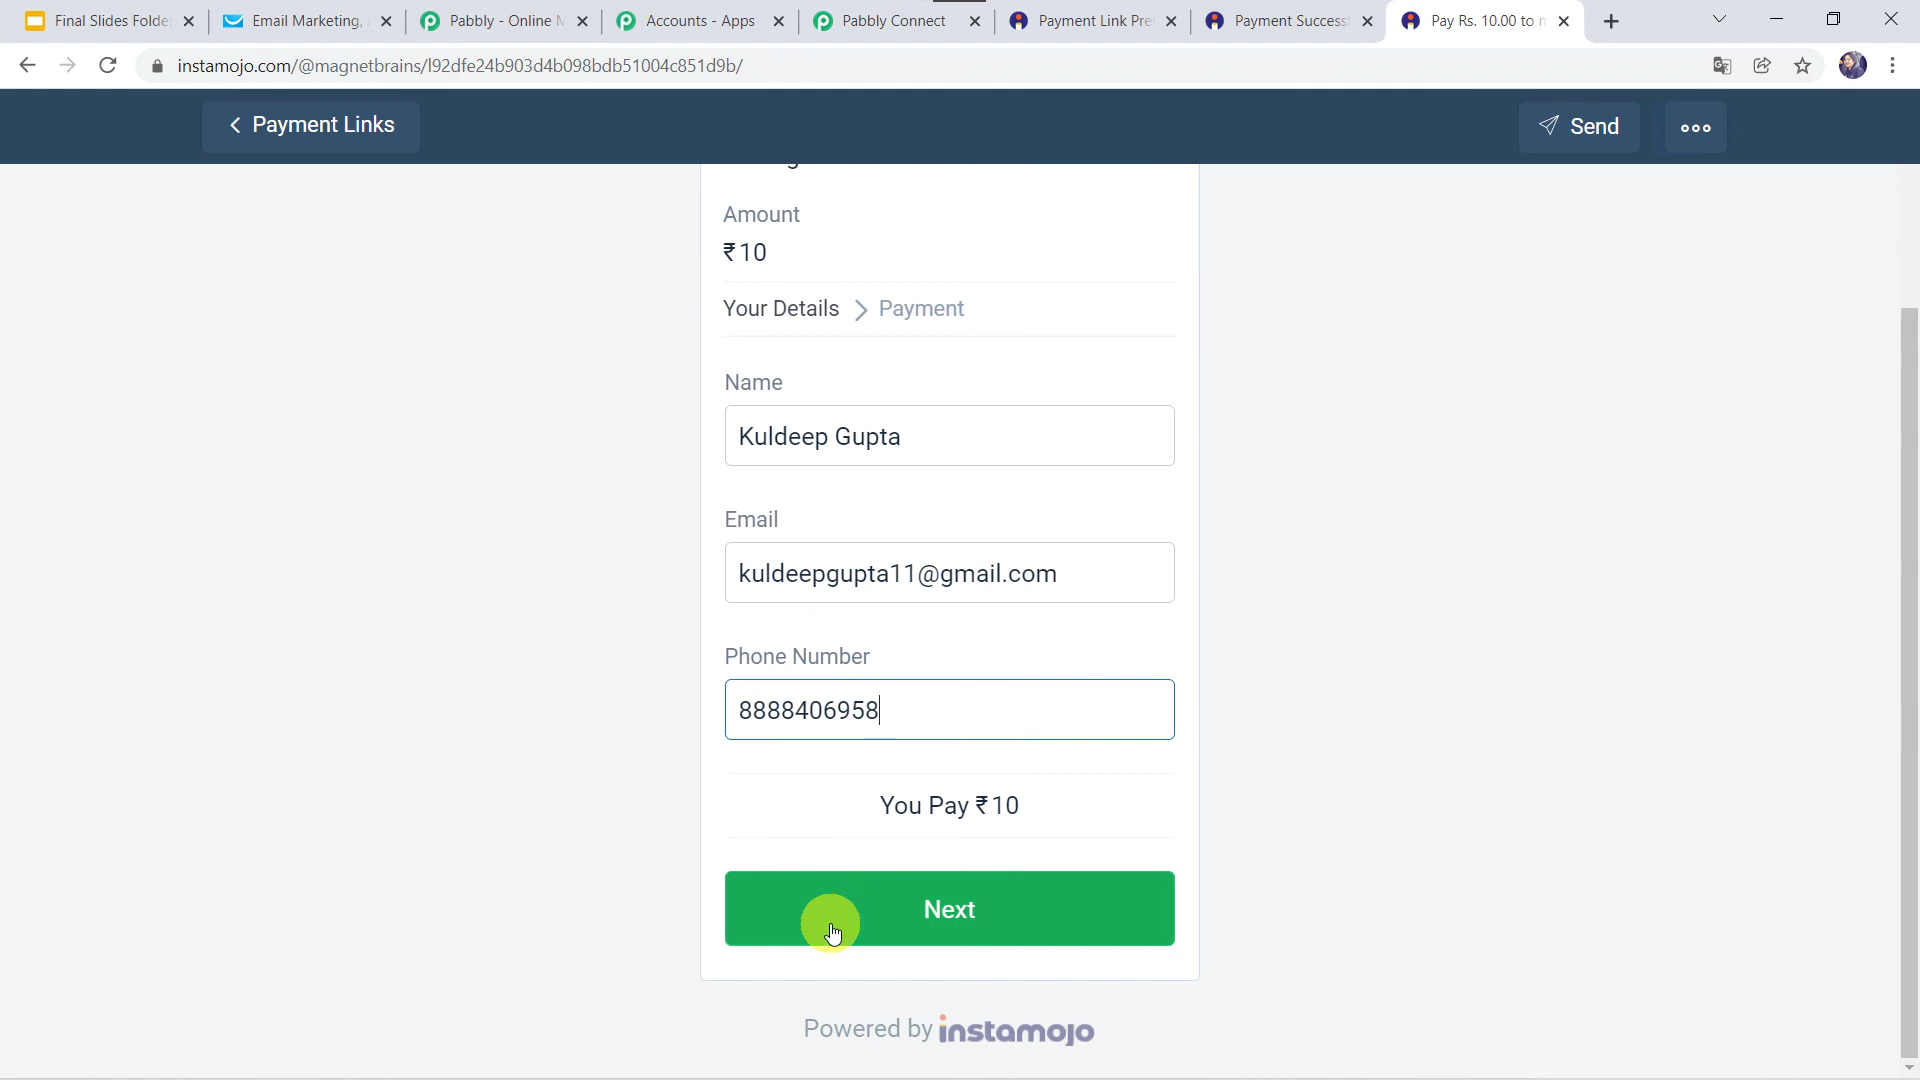 Final Slides Folde
Email Marketing,
Pabbly - Online M
Accounts - Apps
Pabbly Connect
Payment Link Pre
Payment Success
Pay Rs. 10.00 to m
instamojo.com/@magnetbrains/l92dfe24b903d4b098bdb51004c851d9b/
Payment Links
Send
Amount
₹10
Your Details
Payment
Name
Kuldeep Gupta
Email
kuldeepgupta11@gmail.com
Phone Number
8888406958
You Pay ₹10
Next
Powered by instamojo